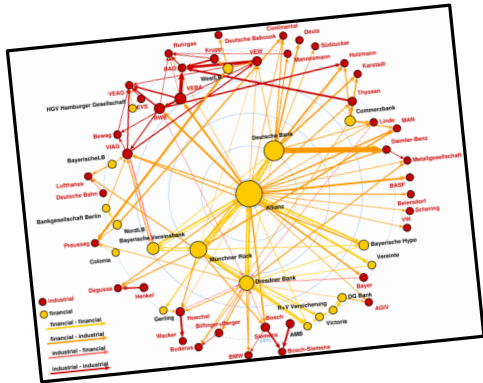 Continental
Deutsche Babcock
Deutz
Südzucker
Ruhrgas
Krupp
VEW
Mannesmann
Holzmann
RAG
WestLB
Karstadt
VEAG
VEBA
Thyssen
HGV Hamburger Gesellschaft
EVS
RWE
Commerzbank
Linde
MAN
Bewag
VIAG
Deutsche Bank
Daimler-Benz
BayerischeLB
Metallgesellschaft
Lufthansa
BASF
Deutsche Bahn
Allianz
Beiersdorf
Bankgesellschaft Berlin
Schering
VW
NordLB
Bayerische Vereinsbank
Preussag
Bayerische Hypo
Colonia
Münchner Rück
Vereinte
Dresdner Bank
Degussa
Bayer
Henkel
DG Bank
industrial
R+V Versicherung
AGIV
financial
Gerling
Hoechst
Bosch
Victoria
financial - financial
Bilfinger+Berger
Siemens
AMB
financial - industrial
Wacker
industrial - financial
Buderus
BMW
Bosch-Siemens
industrial - industrial